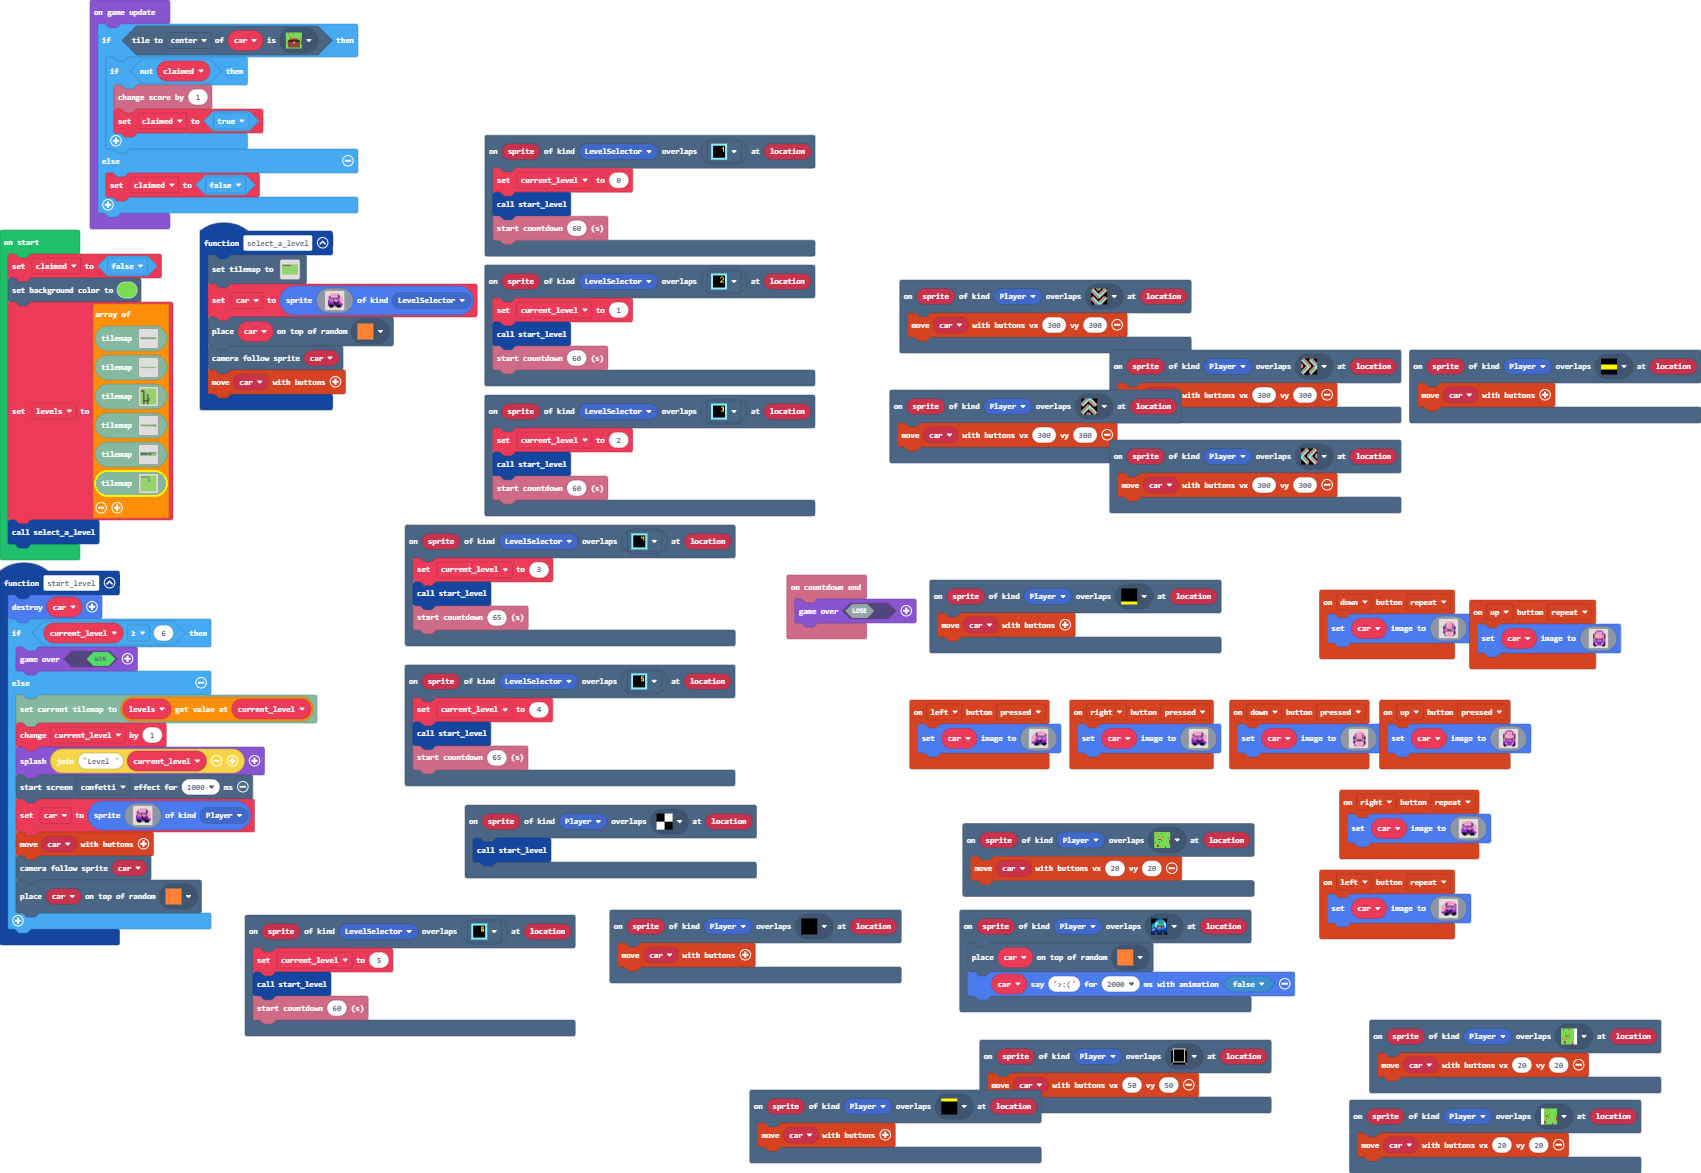 on game update
if tile to center of car is then
if not claimed then
change score by 1
set claimed to true
else
set claimed to false
on start
set claimed to false
set background color to
set levels to
array of
tilemap
tilemap
tilemap
tilemap
tilemap
tilemap
call select_a_level
function select_a_level
set tilemap to
set car to sprite of kind LevelSelector
place car on top of random
camera follow sprite car
move car with buttons
function start_level
destroy car
if current_level ≥ 6 then
game over WIN
else
set current tilemap to levels get value at current_level
change current_level by 1
splash join "Level " current_level
start screen confetti effect for 1000 ms
set car to sprite of kind Player
move car with buttons
camera follow sprite car
place car on top of random
on sprite of kind LevelSelector overlaps 1 at location
set current_level to 0
call start_level
start countdown 60 (s)
on sprite of kind LevelSelector overlaps 2 at location
set current_level to 1
call start_level
start countdown 60 (s)
on sprite of kind LevelSelector overlaps 3 at location
set current_level to 2
call start_level
start countdown 60 (s)
on sprite of kind LevelSelector overlaps 4 at location
set current_level to 3
call start_level
start countdown 65 (s)
on sprite of kind LevelSelector overlaps 5 at location
set current_level to 4
call start_level
start countdown 65 (s)
on sprite of kind Player overlaps at location
call start_level
on sprite of kind LevelSelector overlaps 6 at location
set current_level to 5
call start_level
start countdown 60 (s)
on sprite of kind Player overlaps at location
move car with buttons
on sprite of kind Player overlaps at location
move car with buttons vx 300 vy 300
on sprite of kind Player overlaps at location
with buttons vx 300 vy 300
on sprite of kind Player overlaps at location
move car with buttons
on sprite of kind Player overlaps at location
move car with buttons vx 300 vy 300
on sprite of kind Player overlaps at location
move car with buttons vx 300 vy 300
on countdown end
game over LOSE
on sprite of kind Player overlaps at location
move car with buttons
on down button repeat
set car image to
on up button repeat
set car image to
on left button pressed
set car image to
on right button pressed
set car image to
on down button pressed
set car image to
on up button pressed
set car image to
on right button repeat
set car image to
on left button repeat
set car image to
on sprite of kind Player overlaps at location
move car with buttons vx 20 vy 20
on sprite of kind Player overlaps at location
place car on top of random
car say ">:(" for 2000 ms with animation false
on sprite of kind Player overlaps at location
move car with buttons vx 50 vy 50
on sprite of kind Player overlaps at location
move car with buttons
on sprite of kind Player overlaps at location
move car with buttons vx 20 vy 20
on sprite of kind Player overlaps at location
move car with buttons vx 20 vy 20